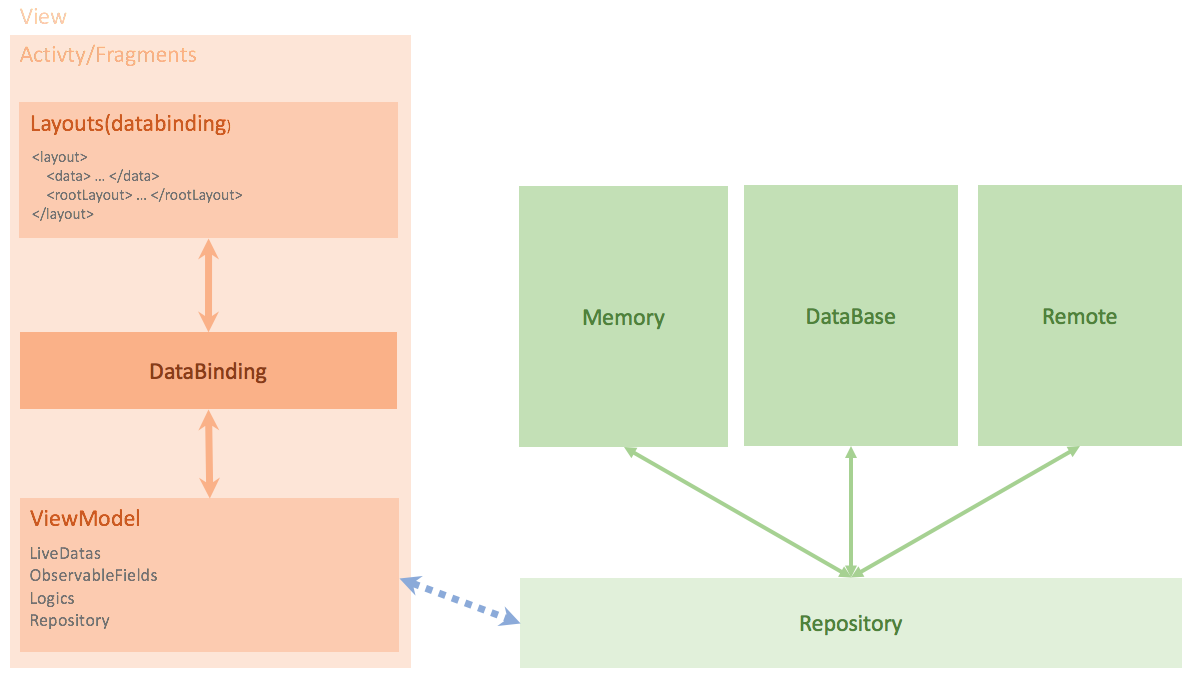 View
Activty/Fragments
Layouts(databinding)
<layout>
<data> ... </data>
<rootLayout> ... </rootLayout>
</layout>
DataBinding
ViewModel
LiveDatas
ObservableFields
Logics
Repository
Memory
DataBase
Remote
Repository